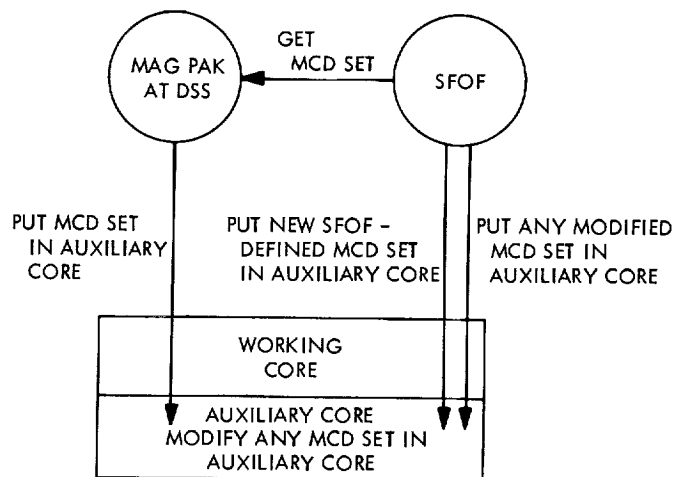 GET
MCD SET
MAG PAK
AT DSS
SFOF
PUT MCD SET
IN AUXILIARY
CORE
PUT NEW SFOF –
DEFINED MCD SET
IN AUXILIARY CORE
PUT ANY MODIFIED
MCD SET IN
AUXILIARY CORE
WORKING
CORE
AUXILIARY CORE
MODIFY ANY MCD SET IN
AUXILIARY CORE